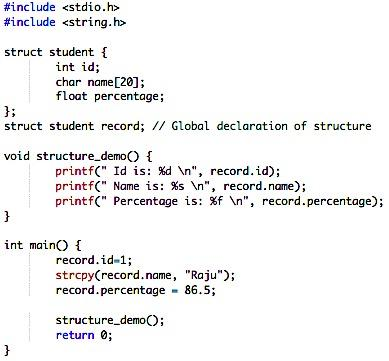 #include <stdio.h>
#include <string.h>
struct student {
int id;
char name[20];
float percentage;
};
struct student record; // Global declaration of structure
void structure_demo() {
printf(" Id is: %d \n", record.id);
printf(" Name is: %s \n", record.name);
printf(" Percentage is: %f \n", record.percentage);
}
int main() {
record.id=1;
strcpy(record.name, "Raju");
record.percentage = 86.5;
structure_demo();
return 0;
}